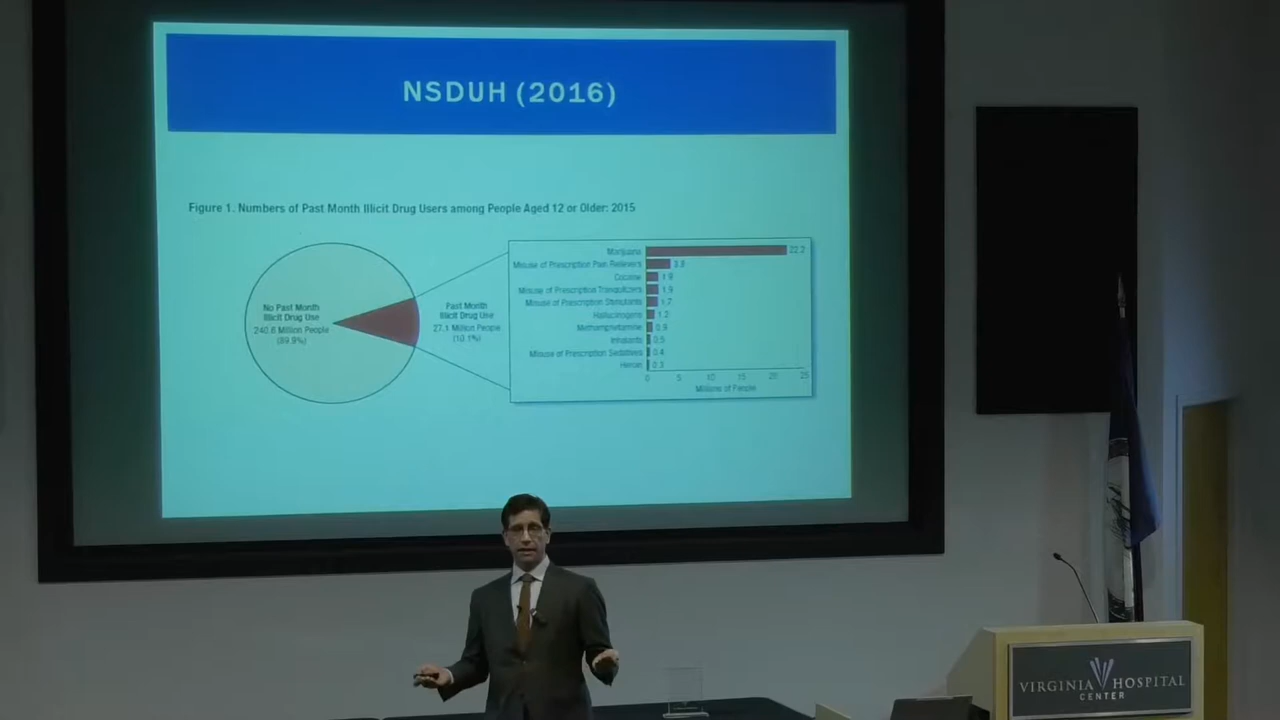 NSDUH (2016)
Figure 1. Numbers of Past Month Illicit Drug Users among People Aged 12 or Older: 2015
No Past Month
Illicit Drug Use
240.6 Million People
(89.9%)
Past Month
Illicit Drug Use
27.1 Million People
(10.1%)
Marijuana 22.2
Misuse of Prescription Pain Relievers 3.8
Cocaine 1.9
Misuse of Prescription Tranquilizers 1.9
Misuse of Prescription Stimulants 1.7
Hallucinogens 1.2
Methamphetamine 0.9
Inhalants 0.5
Misuse of Prescription Sedatives 0.4
Heroin 0.3
0 5 10 15 20 25
Millions of People
VIRGINIA HOSPITAL
CENTER